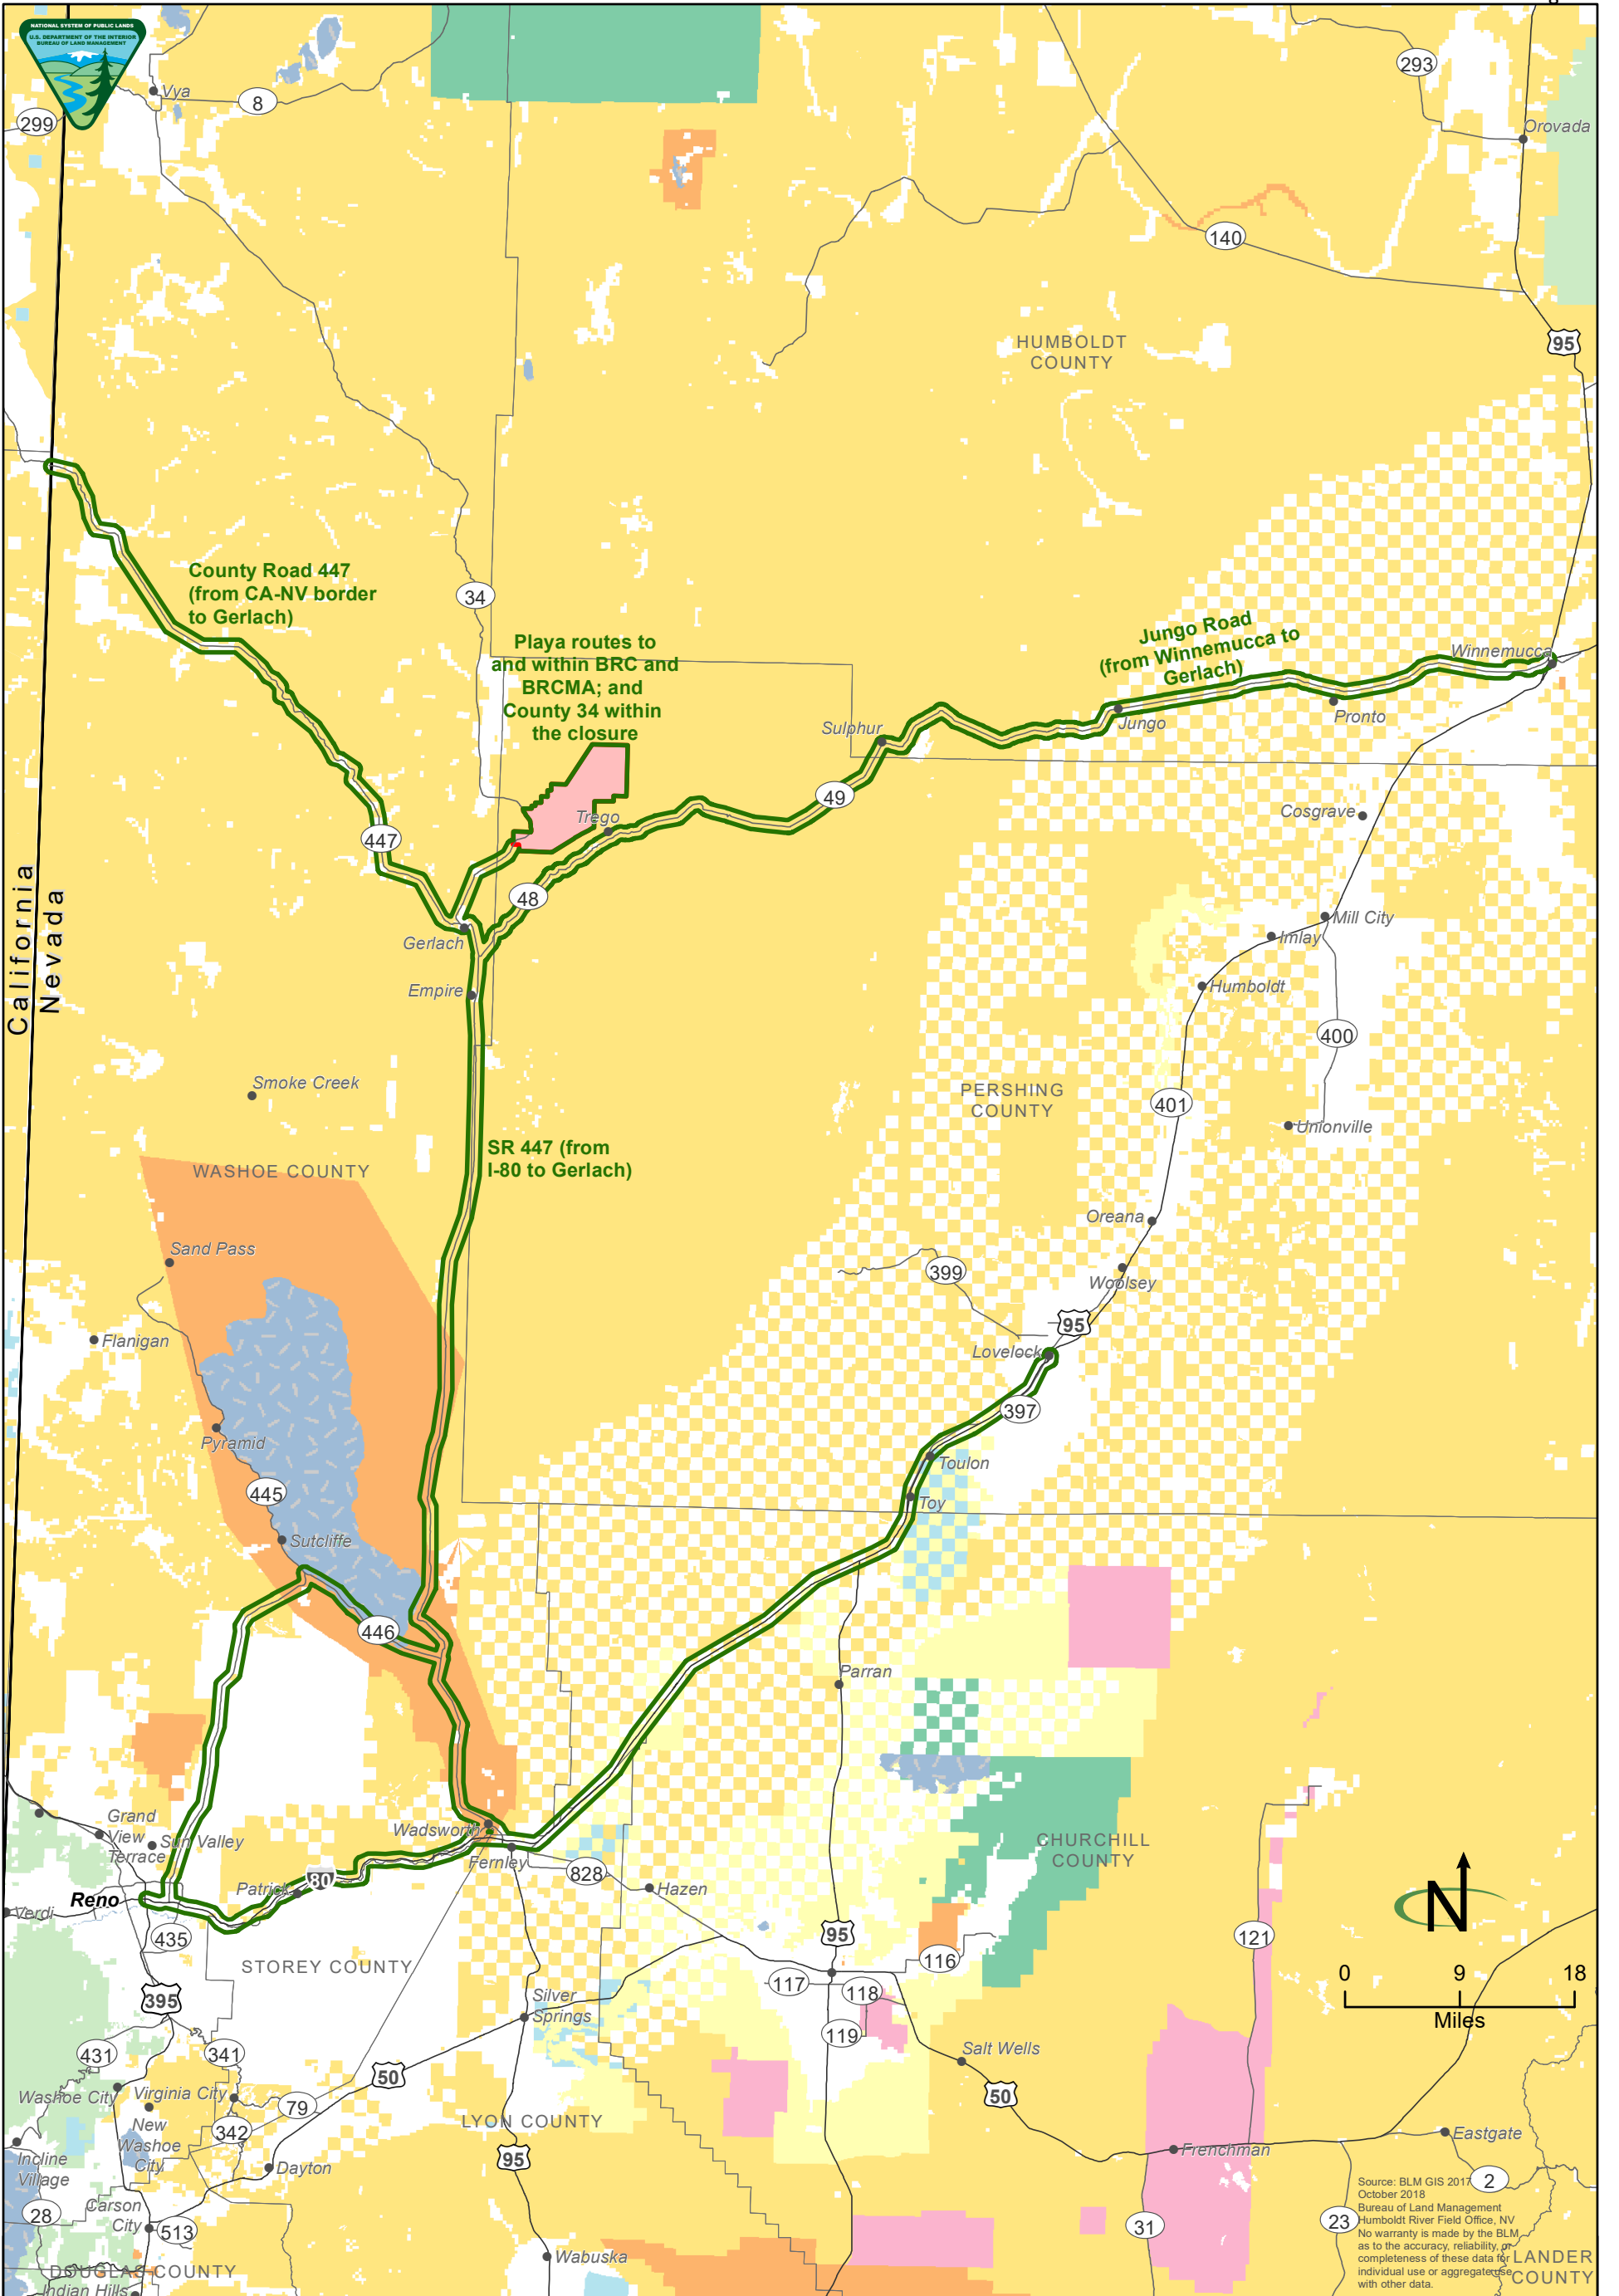 NATIONAL SYSTEM OF PUBLIC LANDS
U.S. DEPARTMENT OF THE INTERIOR
BUREAU OF LAND MANAGEMENT
Vya
8
299
293
Orovada
140
HUMBOLDT
COUNTY
95
County Road 447
(from CA-NV border
to Gerlach)
34
Playa routes to
and within BRC and
BRCMA; and
County 34 within
the closure
Jungo Road
(from Winnemucca to
Gerlach)
Winnemucca
Sulphur
Jungo
Pronto
49
Trego
Cosgrave
447
48
California
Nevada
Gerlach
Mill City
Imlay
Empire
Humboldt
400
Smoke Creek
PERSHING
COUNTY
401
Unionville
SR 447 (from
I-80 to Gerlach)
WASHOE COUNTY
Oreana
Sand Pass
399
Woolsey
95
Flanigan
Lovelock
397
Pyramid
Toulon
445
Toy
Sutcliffe
446
Parran
Grand
View
Terrace
Sun Valley
Wadsworth
Fernley
CHURCHILL
COUNTY
80
828
Patrick
Hazen
Reno
Verdi
435
95
116
121
N
STOREY COUNTY
0 9 18
Miles
395
117
118
Silver
Springs
119
431
341
Salt Wells
50
50
Washoe City
Virginia City
79
New
Washoe
City
342
LYON COUNTY
Incline
Village
Dayton
95
Frenchman
Eastgate
2
28
Carson
City
513
31
23
Source: BLM GIS 2017
October 2018
Bureau of Land Management
Humboldt River Field Office, NV
No warranty is made by the BLM
as to the accuracy, reliability, or
completeness of these data for
individual use or aggregate use
with other data.
Wabuska
DOUGLAS COUNTY
Indian Hills
LANDER
COUNTY